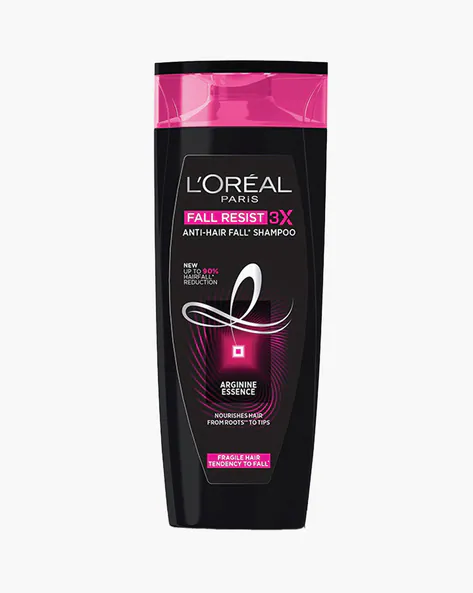 L'ORÉAL
PARIS
FALL RESIST 3X
ANTI-HAIR FALL* SHAMPOO
NEW
UP TO 90%
HAIRFALL*
REDUCTION
ARGININE
ESSENCE
NOURISHES HAIR
FROM ROOTS** TO TIPS
FRAGILE HAIR
TENDENCY TO FALL*